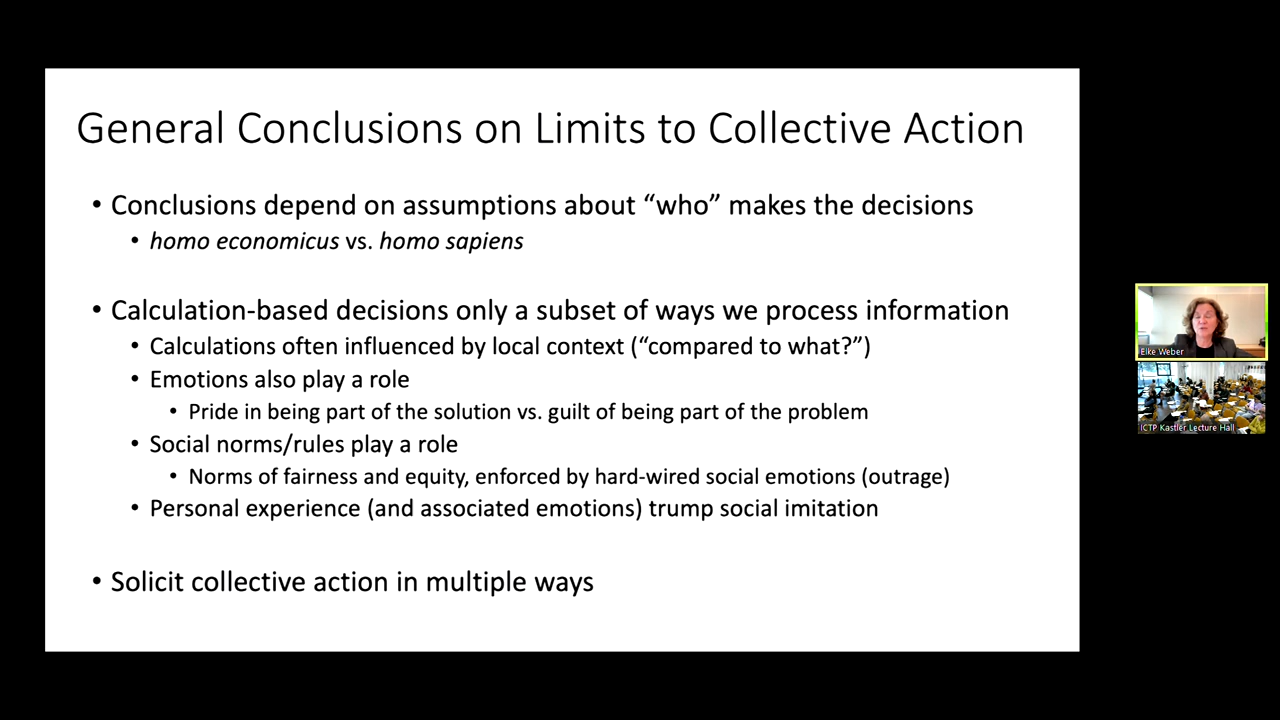 General Conclusions on Limits to Collective Action
• Conclusions depend on assumptions about “who” makes the decisions
• homo economicus vs. homo sapiens
• Calculation-based decisions only a subset of ways we process information
• Calculations often influenced by local context (“compared to what?”)
• Emotions also play a role
• Pride in being part of the solution vs. guilt of being part of the problem
• Social norms/rules play a role
• Norms of fairness and equity, enforced by hard-wired social emotions (outrage)
• Personal experience (and associated emotions) trump social imitation
• Solicit collective action in multiple ways
Elke Weber
ICTP Kastler Lecture Hall